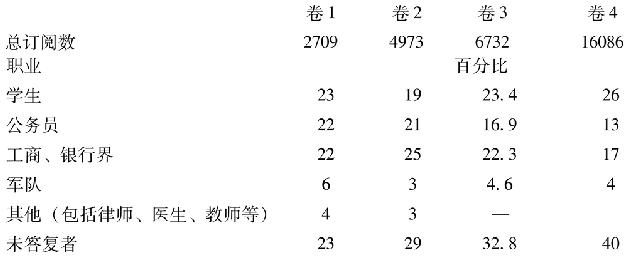 卷1 卷2 卷3 卷4
总订阅数 2709 4973 6732 16086
职业 百分比
学生 23 19 23.4 26
公务员 22 21 16.9 13
工商、银行界 22 25 22.3 17
军队 6 3 4.6 4
其他（包括律师、医生、教师等） 4 3 —
未答复者 23 29 32.8 40